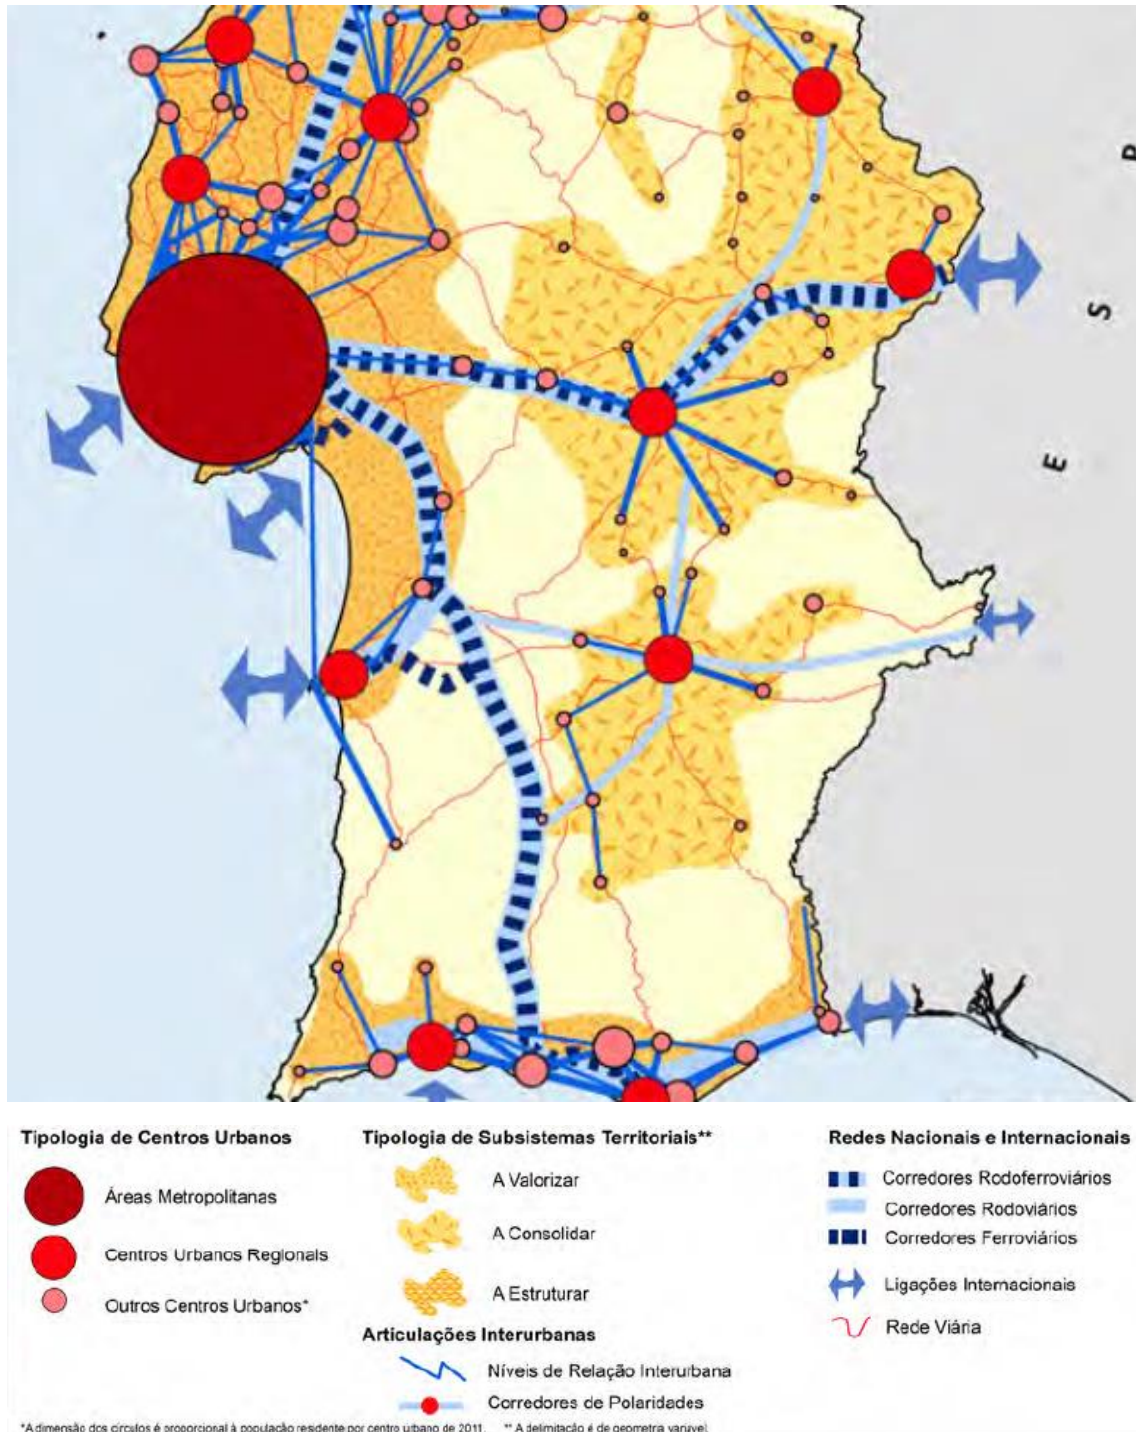 P
S
E
Tipologia de Centros Urbanos
Áreas Metropolitanas
Centros Urbanos Regionais
Outros Centros Urbanos*
Tipologia de Subsistemas Territoriais**
A Valorizar
A Consolidar
A Estruturar
Articulações Interurbanas
Níveis de Relação Interurbana
Corredores de Polaridades
Redes Nacionais e Internacionais
Corredores Rodoferroviários
Corredores Rodoviários
Corredores Ferroviários
Ligações Internacionais
Rede Viária
*A dimensão dos círculos é proporcional à população residente por centro urbano de 2011. ** A delimitação é de geometria variável